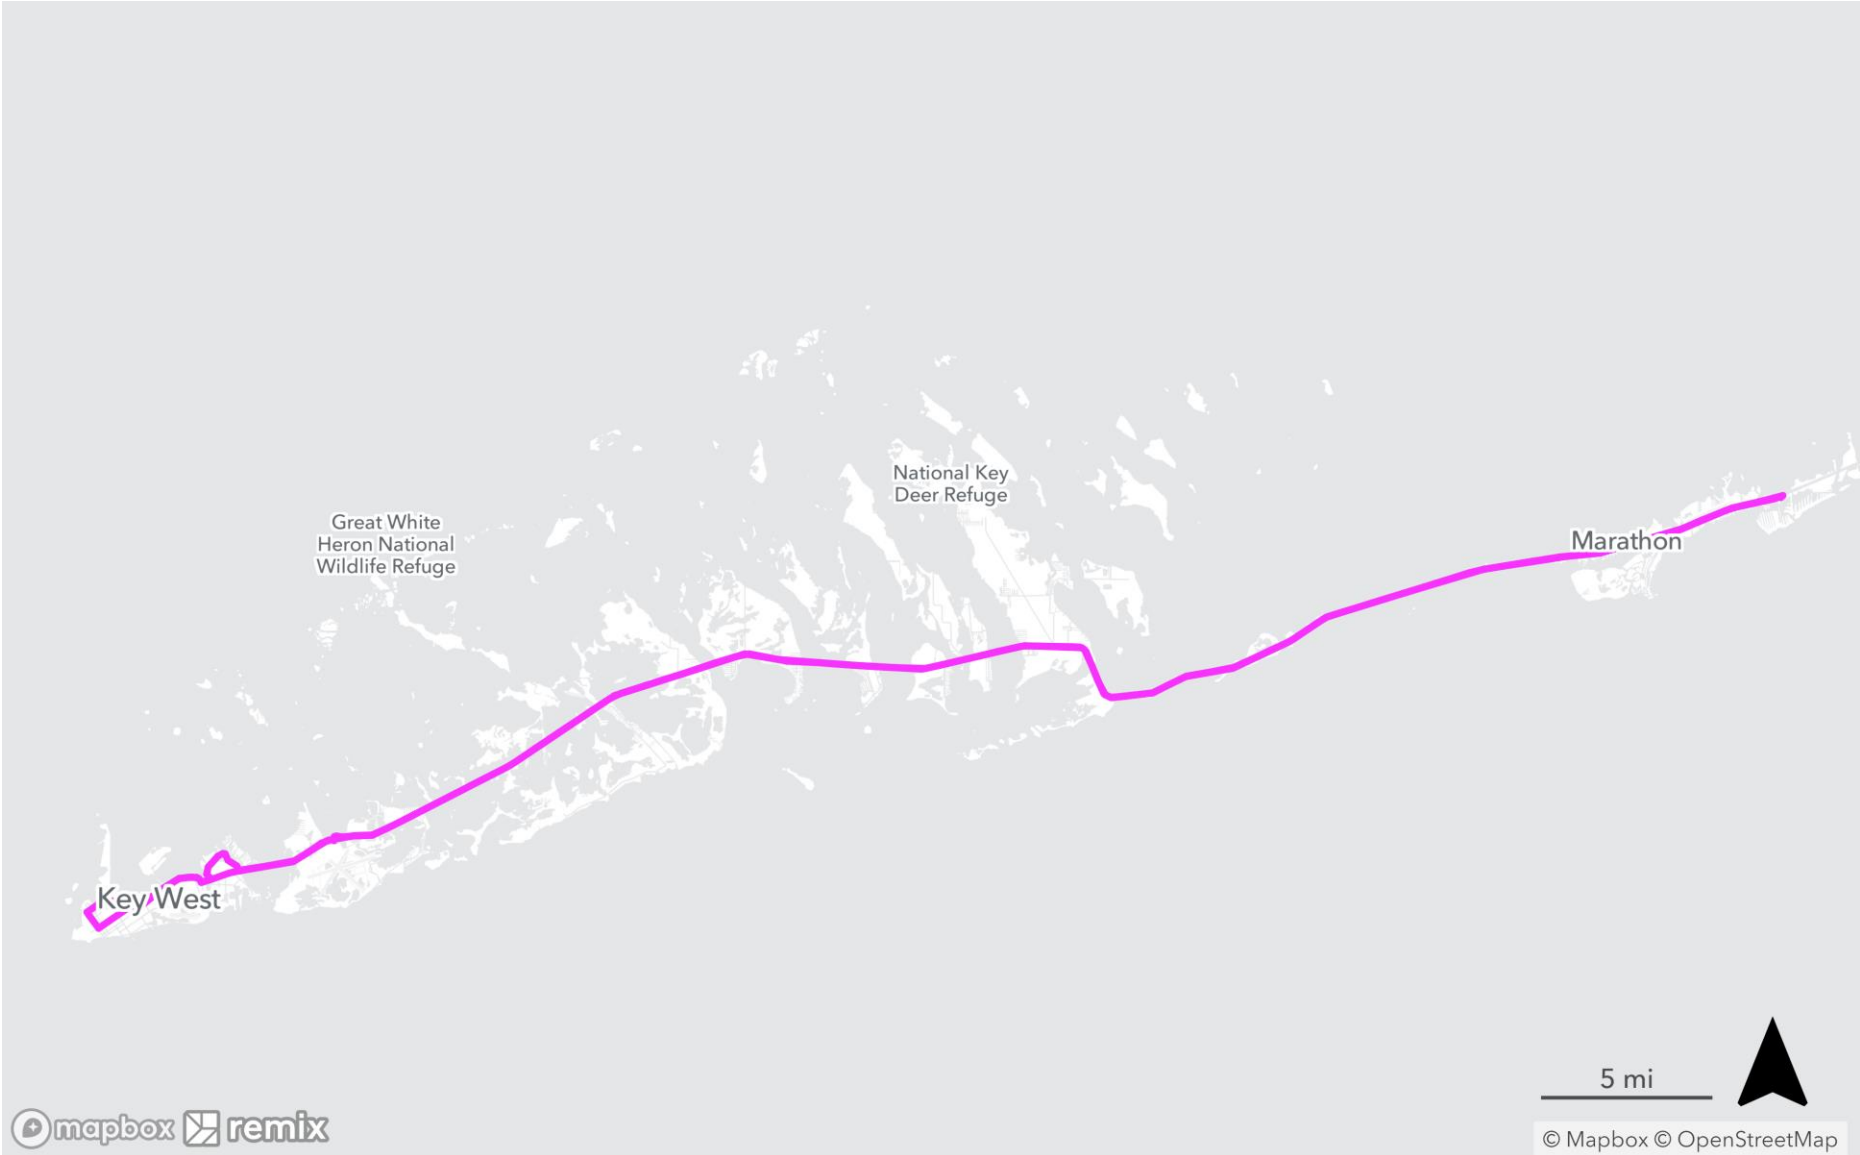 National Key
Deer Refuge
Great White
Heron National
Wildlife Refuge
Marathon
Key West
5 mi
mapbox remix
© Mapbox © OpenStreetMap